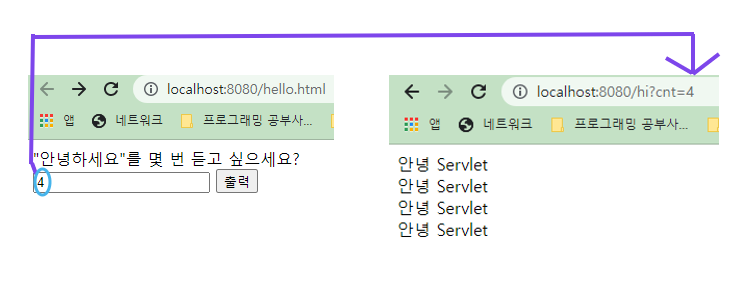 localhost:8080/hello.html
앱 네트워크 프로그래밍 공부사...
"안녕하세요"를 몇 번 듣고 싶으세요?
4 출력
localhost:8080/hi?cnt=4
앱 네트워크 프로그래밍 공부사...
안녕 Servlet
안녕 Servlet
안녕 Servlet
안녕 Servlet